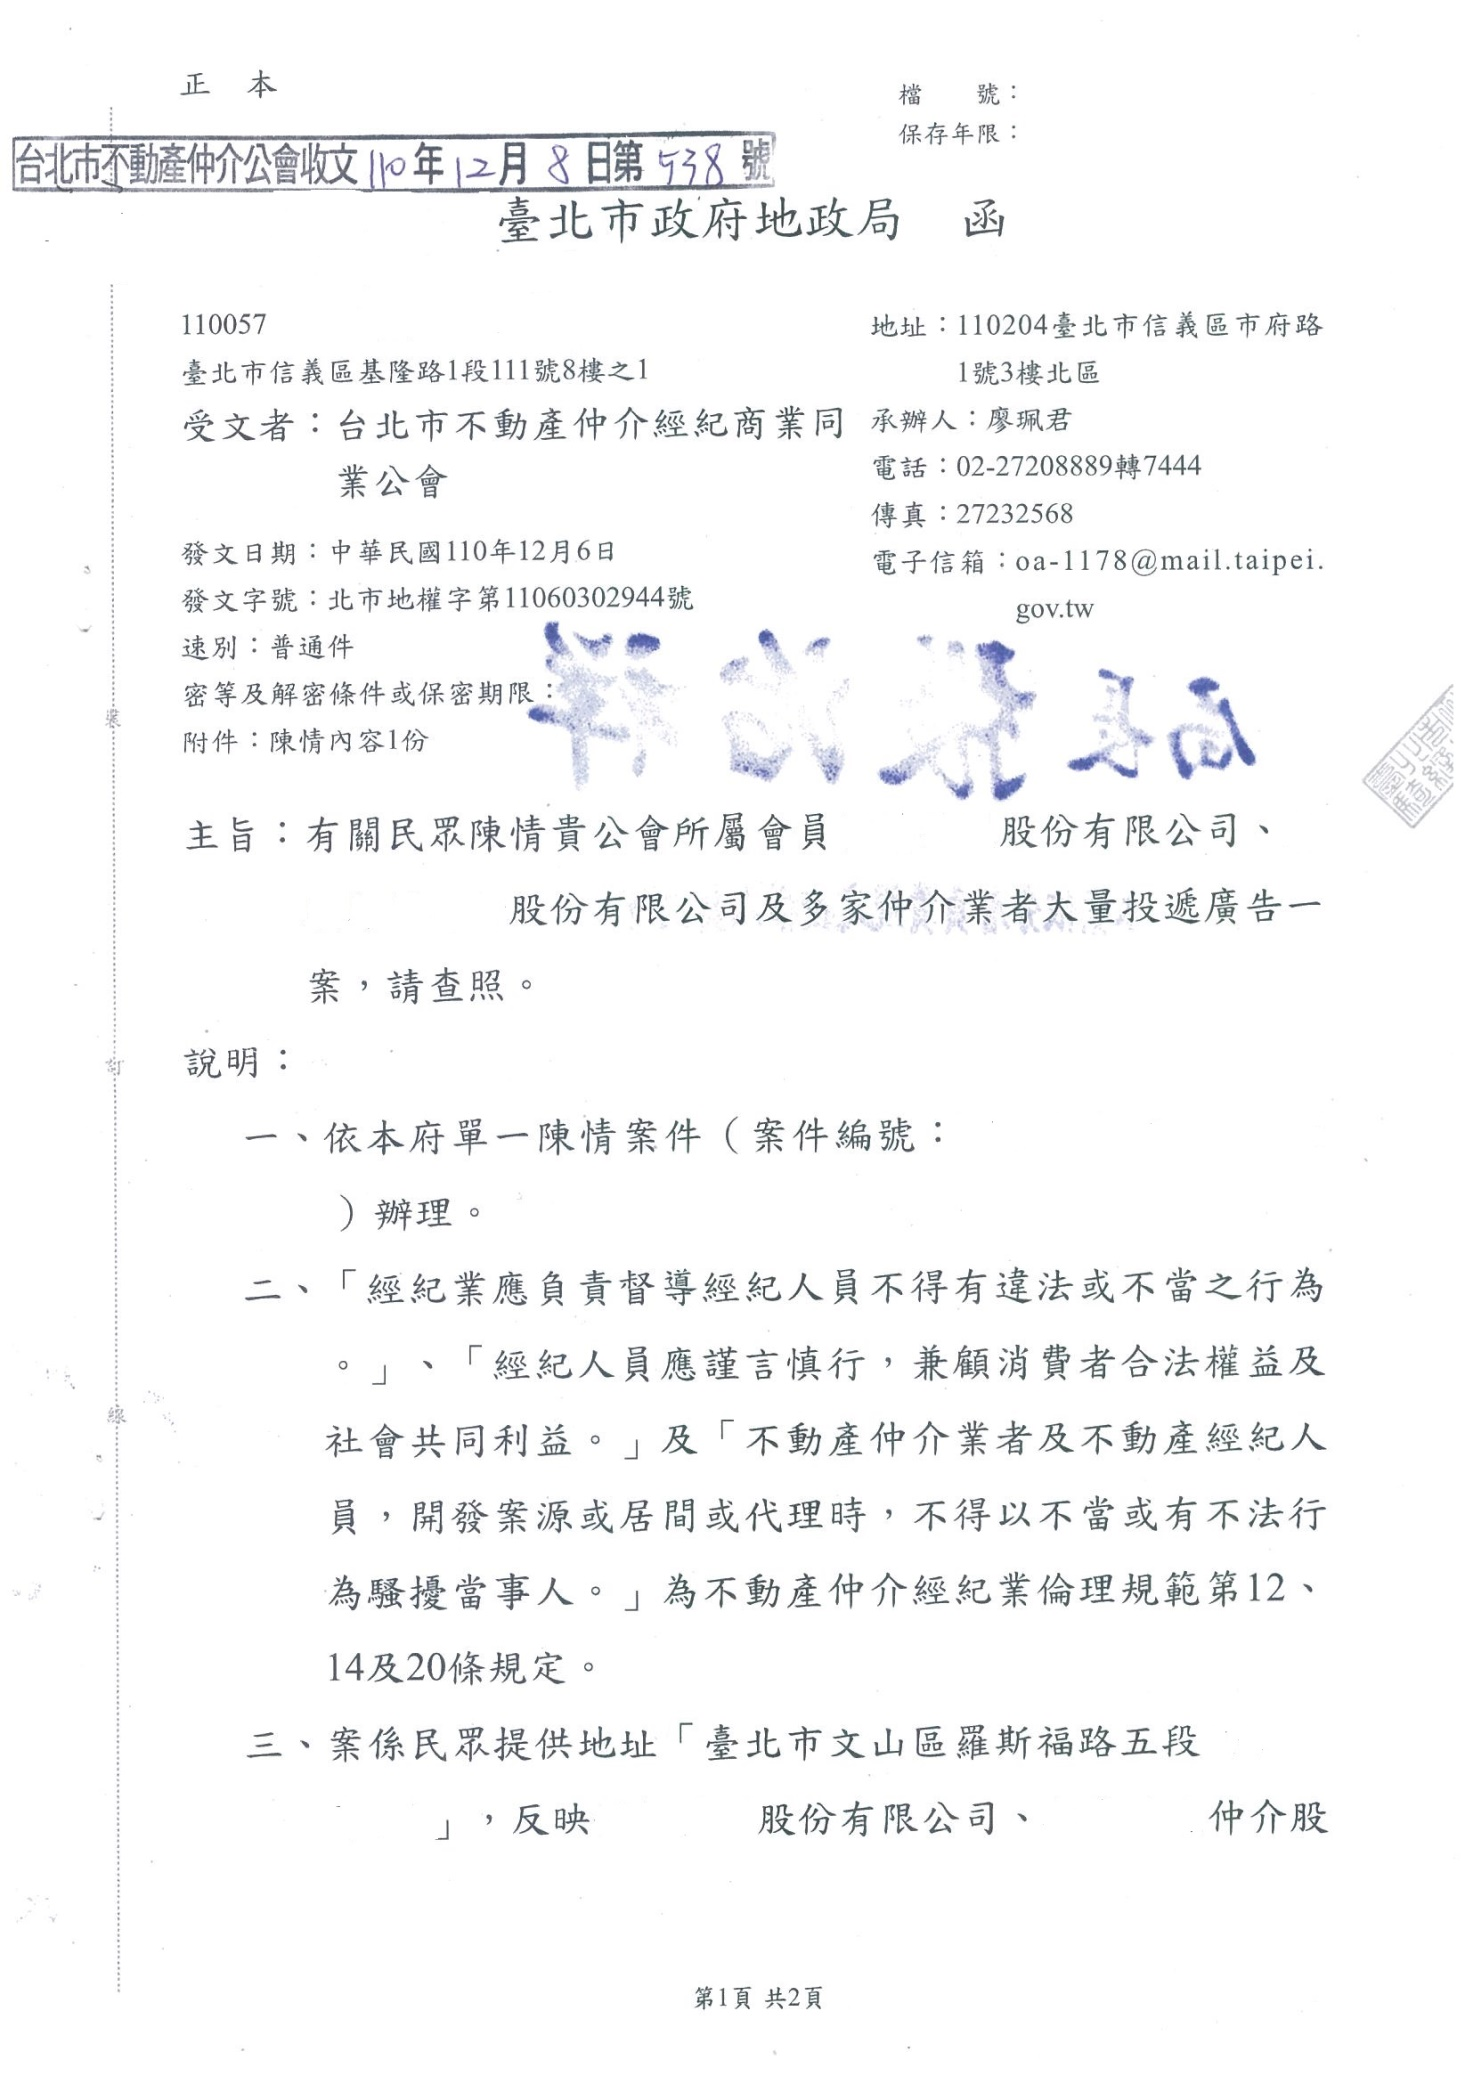 正 本
檔 號：
保存年限：
台北市不動產仲介公會收文110年12月8日第538號
臺北市政府地政局 函
110057
臺北市信義區基隆路1段111號8樓之1
受文者：台北市不動產仲介經紀商業同
業公會
地址：110204臺北市信義區市府路
1號3樓北區
承辦人：廖珮君
電話：02-27208889轉7444
傳真：27232568
電子信箱：oa-1178@mail.taipei.
gov.tw
發文日期：中華民國110年12月6日
發文字號：北市地權字第11060302944號
速別：普通件
密等及解密條件或保密期限：
附件：陳情內容1份
主旨：有關民眾陳情貴公會所屬會員 股份有限公司、
股份有限公司及多家仲介業者大量投遞廣告一
案，請查照。
說明：
一、依本府單一陳情案件（案件編號：
）辦理。
二、「經紀業應負責督導經紀人員不得有違法或不當之行為
。」、「經紀人員應謹言慎行，兼顧消費者合法權益及
社會共同利益。」及「不動產仲介業者及不動產經紀人
員，開發案源或居間或代理時，不得以不當或有不法行
為騷擾當事人。」為不動產仲介經紀業倫理規範第12、
14及20條規定。
三、案係民眾提供地址「臺北市文山區羅斯福路五段
」，反映 股份有限公司、 仲介股
裝
訂
線
第1頁 共2頁